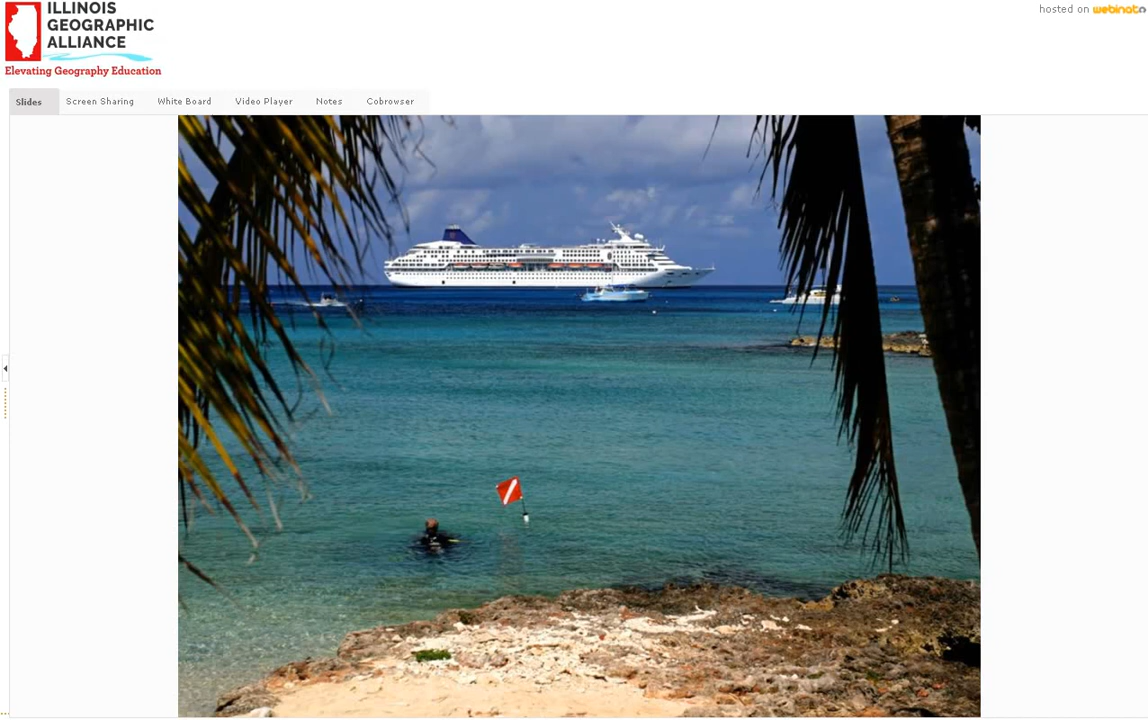 ILLINOIS
GEOGRAPHIC
ALLIANCE
Elevating Geography Education
hosted on webinato
Slides
Screen Sharing
White Board
Video Player
Notes
Cobrowser